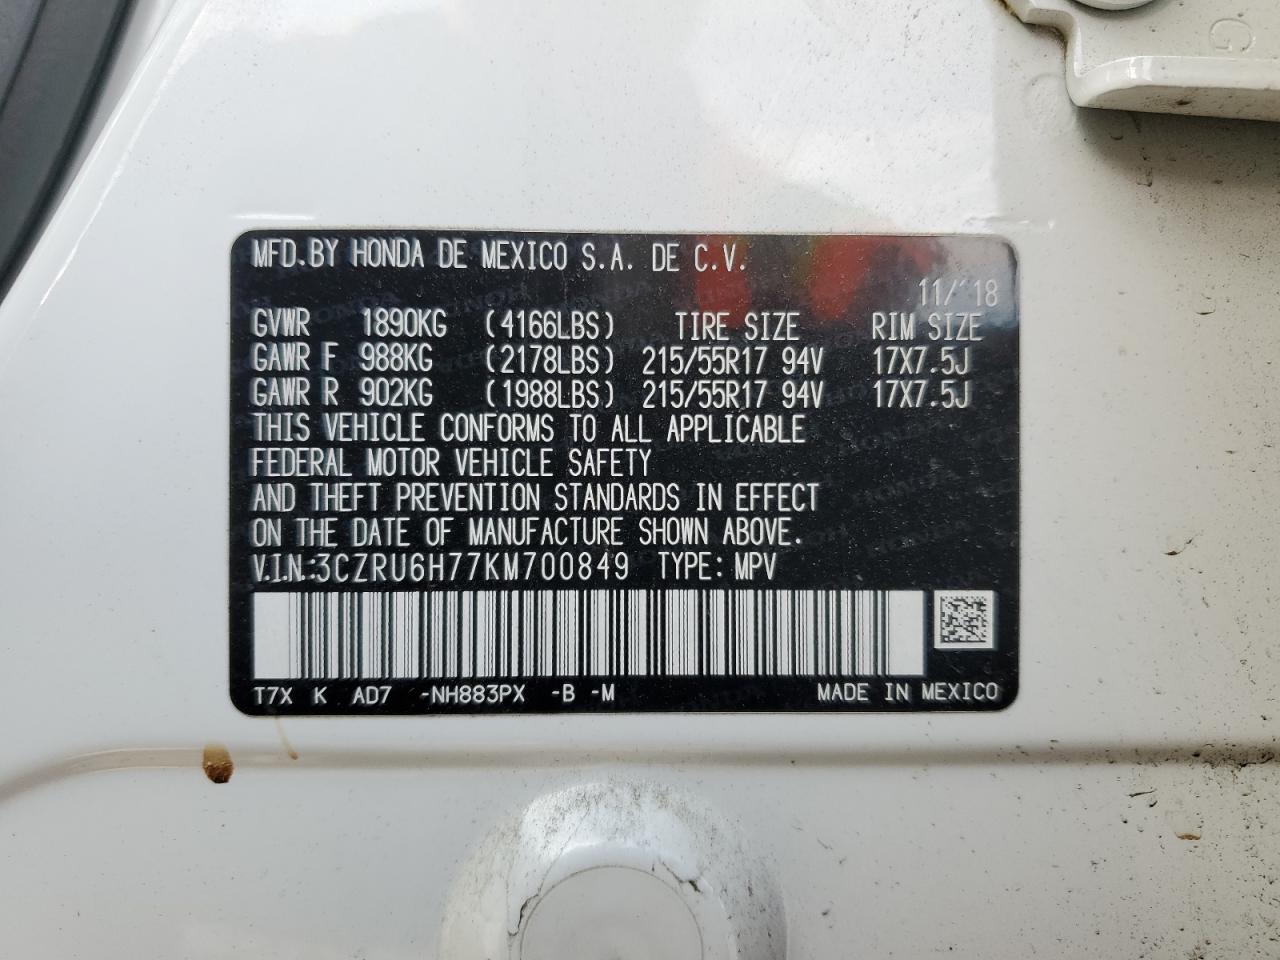 MFD.BY HONDA DE MEXICO S.A. DE C.V.
11/'18
GVWR 1890KG (4166LBS) TIRE SIZE RIM SIZE
GAWR F 988KG (2178LBS) 215/55R17 94V 17X7.5J
GAWR R 902KG (1988LBS) 215/55R17 94V 17X7.5J
THIS VEHICLE CONFORMS TO ALL APPLICABLE
FEDERAL MOTOR VEHICLE SAFETY
AND THEFT PREVENTION STANDARDS IN EFFECT
ON THE DATE OF MANUFACTURE SHOWN ABOVE.
V.I.N.:3CZRU6H77KM700849 TYPE: MPV
T7X K AD7 -NH883PX -B -M MADE IN MEXICO
G